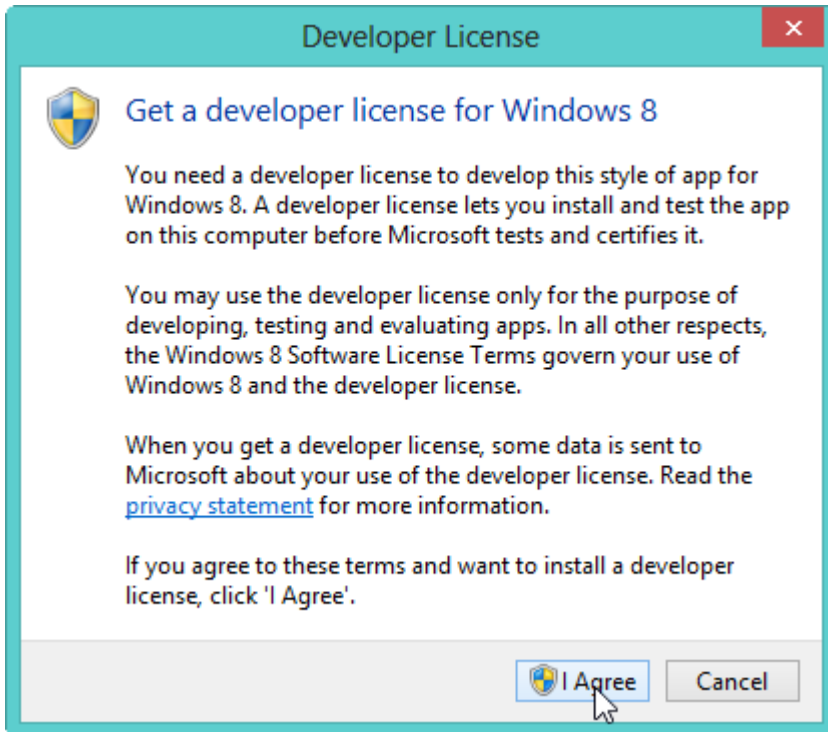 Developer License
Get a developer license for Windows 8
You need a developer license to develop this style of app for
Windows 8. A developer license lets you install and test the app
on this computer before Microsoft tests and certifies it.
You may use the developer license only for the purpose of
developing, testing and evaluating apps. In all other respects,
the Windows 8 Software License Terms govern your use of
Windows 8 and the developer license.
When you get a developer license, some data is sent to
Microsoft about your use of the developer license. Read the
privacy statement for more information.
If you agree to these terms and want to install a developer
license, click 'I Agree'.
I Agree
Cancel